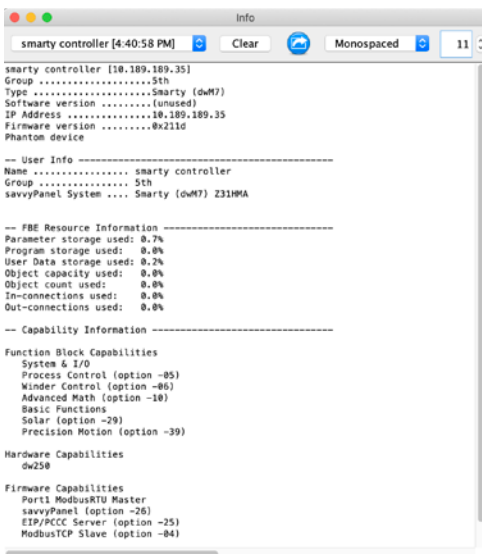 Info
smarty controller [4:40:58 PM] Clear Monospaced 11
smarty controller [10.189.189.35]
Group .....................5th
Type ......................Smarty (dwM7)
Software version .........(unused)
IP Address ...............10.189.189.35
Firmware version .........0x211d
Phantom device
-- User Info --------------------------------------------
Name ................. smarty controller
Group ................ 5th
savvyPanel System .... Smarty (dwM7) Z31HMA
-- FBE Resource Information -----------------------------
Parameter storage used: 0.7%
Program storage used: 0.0%
User Data storage used: 0.2%
Object capacity used: 0.0%
Object count used: 0.0%
In-connections used: 0.0%
Out-connections used: 0.0%
-- Capability Information -------------------------------
Function Block Capabilities
System & I/O
Process Control (option -05)
Winder Control (option -06)
Advanced Math (option -10)
Basic Functions
Solar (option -29)
Precision Motion (option -39)
Hardware Capabilities
dw250
Firmware Capabilities
Port1 ModbusRTU Master
savvyPanel (option -26)
EIP/PCCC Server (option -25)
ModbusTCP Slave (option -04)